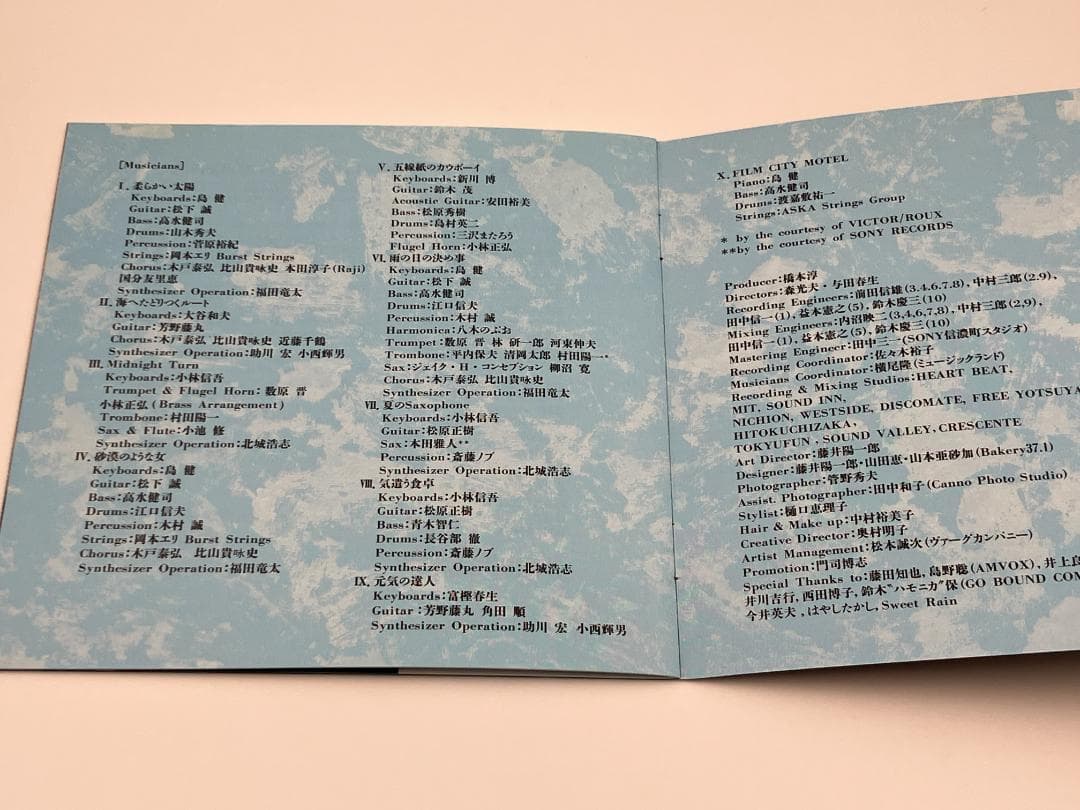 [Musicians]
Ⅰ. 柔らかい太陽
Keyboards:島 健
Guitar:松下 誠
Bass:高水健司
Drums:山木秀夫
Percussion:菅原裕紀
Strings:岡本エリ Burst Strings
Chorus:木戸泰弘 比山貴咏史 本田淳子(Raji)
国分友里恵
Synthesizer Operation:福田竜太
Ⅱ. 海へたどりつくルート
Keyboards:大谷和夫
Guitar:芳野藤丸
Chorus:木戸泰弘 比山貴咏史 近藤千鶴
Synthesizer Operation:助川 宏 小西輝男
Ⅲ. Midnight Turn
Keyboards:小林信吾
Trumpet & Flugel Horn:数原 晋
小林正弘(Brass Arrangement)
Trombone:村田陽一
Sax & Flute:小池 修
Synthesizer Operation:北城浩志
Ⅳ. 砂漠のような女
Keyboards:島 健
Guitar:松下 誠
Bass:高水健司
Drums:江口信夫
Percussion:木村 誠
Strings:岡本エリ Burst Strings
Chorus:木戸泰弘 比山貴咏史
Synthesizer Operation:福田竜太
Ⅴ. 五線紙のカウボーイ
Keyboards:新川 博
Guitar:鈴木 茂
Acoustic Guitar:安田裕美
Bass:松原秀樹
Drums:島村英二
Percussion:三沢またろう
Flugel Horn:小林正弘
Ⅵ. 雨の日の決め事
Keyboards:島 健
Guitar:松下 誠
Bass:高水健司
Drums:江口信夫
Percussion:木村 誠
Harmonica:八木のぶお
Trumpet:数原 晋 林 研一郎 河東伸夫
Trombone:平内保夫 清岡太郎 村田陽一*
Sax:ジェイク・H・コンセプション 柳沼 寛
Chorus:木戸泰弘 比山貴咏史
Synthesizer Operation:福田竜太
Ⅶ. 夏のSaxophone
Keyboards:小林信吾
Guitar:松原正樹
Sax:本田雅人**
Percussion:斎藤ノブ
Synthesizer Operation:北城浩志
Ⅷ. 気遣う食卓
Keyboards:小林信吾
Guitar:松原正樹
Bass:青木智仁
Drums:長谷部 徹
Percussion:斎藤ノブ
Synthesizer Operation:北城浩志
Ⅸ. 元気の達人
Keyboards:富樫春生
Guitar:芳野藤丸 角田 順
Synthesizer Operation:助川 宏 小西輝男
Ⅹ. FILM CITY MOTEL
Piano:島 健
Bass:高水健司
Drums:渡嘉敷祐一
Strings:ASKA Strings Group
* by the courtesy of VICTOR/ROUX
**by the courtesy of SONY RECORDS
Producer:橋本淳
Directors:森光夫・与田春生
Recording Engineers:前田信雄(3.4.6.7.8), 中村三郎(2.9),
田中信一(1), 益本憲之(5), 鈴木慶三(10)
Mixing Engineers:内沼映二(3,4,6,7,8), 中村三郎(2,9),
田中信一(1), 益本憲之(5), 鈴木慶三(10)
Mastering Engineer:田中三一(SONY信濃町スタジオ)
Recording Coordinator:佐々木裕子
Musicians Coordinator:横尾隆(ミュージックランド)
Recording & Mixing Studios:HEART BEAT,
MIT, SOUND INN,
NICHION, WESTSIDE, DISCOMATE, FREE YOTSUYA
HITOKUCHIZAKA,
TOKYUFUN, SOUND VALLEY, CRESCENTE
Art Director:藤井陽一郎
Designer:藤井陽一郎・山田恵・山本亜砂加(Bakery37.1)
Photographer:管野秀夫
Assist. Photographer:田中和子(Canno Photo Studio)
Stylist:樋口恵理子
Hair & Make up:中村裕美子
Creative Director:奥村明子
Artist Management:松本誠次(ヴァーグカンパニー)
Promotion:門司博志
Special Thanks to:藤田知也, 島野聡(AMVOX), 井上良
井川吉行, 西田博子, 鈴木"ハモニカ"保(GO BOUND COM
今井英夫, はやしたかし, Sweet Rain